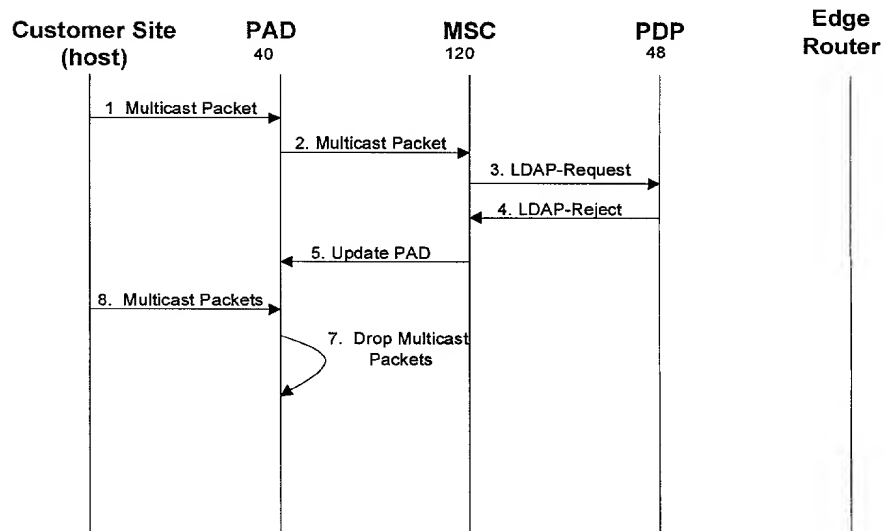 Customer Site
(host)
PAD
40
MSC
120
PDP
48
Edge
Router
1 Multicast Packet
2. Multicast Packet
3. LDAP-Request
4. LDAP-Reject
5. Update PAD
8. Multicast Packets
7. Drop Multicast
Packets